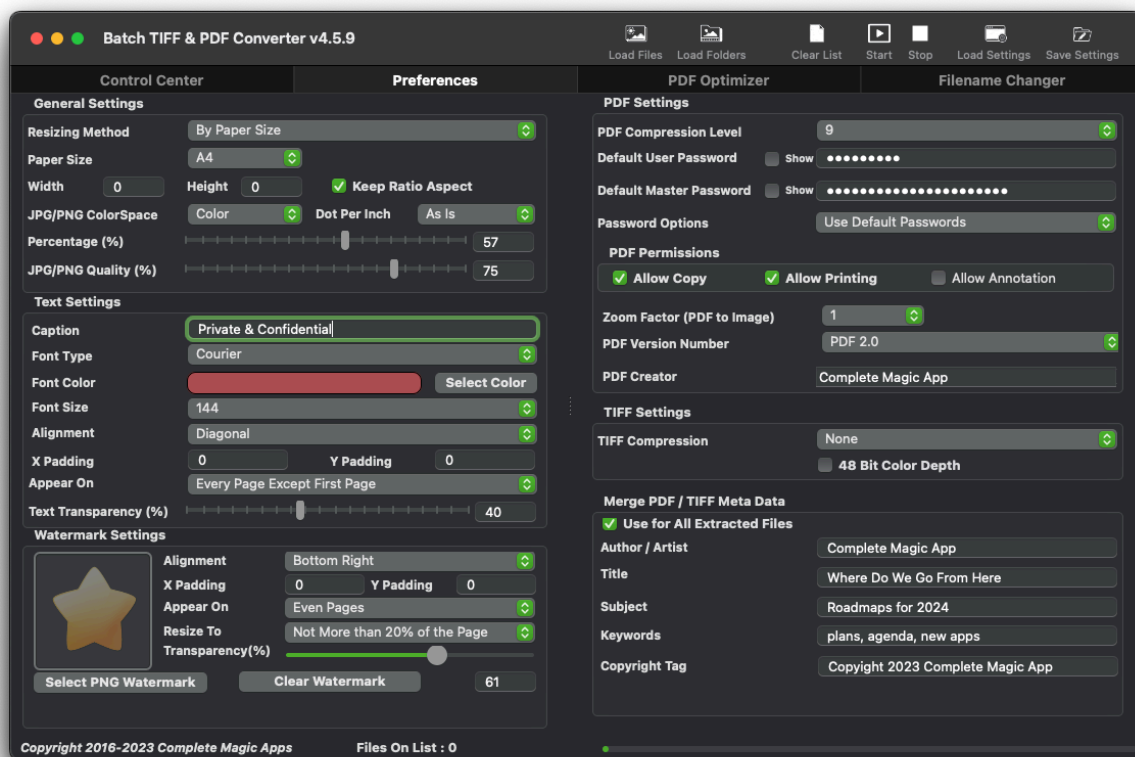 Batch TIFF & PDF Converter v4.5.9
Load Files Load Folders Clear List Start Stop Load Settings Save Settings
Control Center Preferences PDF Optimizer Filename Changer
General Settings
Resizing Method By Paper Size
Paper Size A4
Width 0 Height 0 Keep Ratio Aspect
JPG/PNG ColorSpace Color Dot Per Inch As Is
Percentage (%) 57
JPG/PNG Quality (%) 75
Text Settings
Caption Private & Confidential
Font Type Courier
Font Color Select Color
Font Size 144
Alignment Diagonal
X Padding 0 Y Padding 0
Appear On Every Page Except First Page
Text Transparency (%) 40
Watermark Settings
Alignment Bottom Right
X Padding 0 Y Padding 0
Appear On Even Pages
Resize To Not More than 20% of the Page
Transparency(%)
Select PNG Watermark Clear Watermark 61
PDF Settings
PDF Compression Level 9
Default User Password Show •••••••••
Default Master Password Show ••••••••••••••••••••••
Password Options Use Default Passwords
PDF Permissions
Allow Copy Allow Printing Allow Annotation
Zoom Factor (PDF to Image) 1
PDF Version Number PDF 2.0
PDF Creator Complete Magic App
TIFF Settings
TIFF Compression None
48 Bit Color Depth
Merge PDF / TIFF Meta Data
Use for All Extracted Files
Author / Artist Complete Magic App
Title Where Do We Go From Here
Subject Roadmaps for 2024
Keywords plans, agenda, new apps
Copyright Tag Copyight 2023 Complete Magic App
Copyright 2016-2023 Complete Magic Apps Files On List : 0